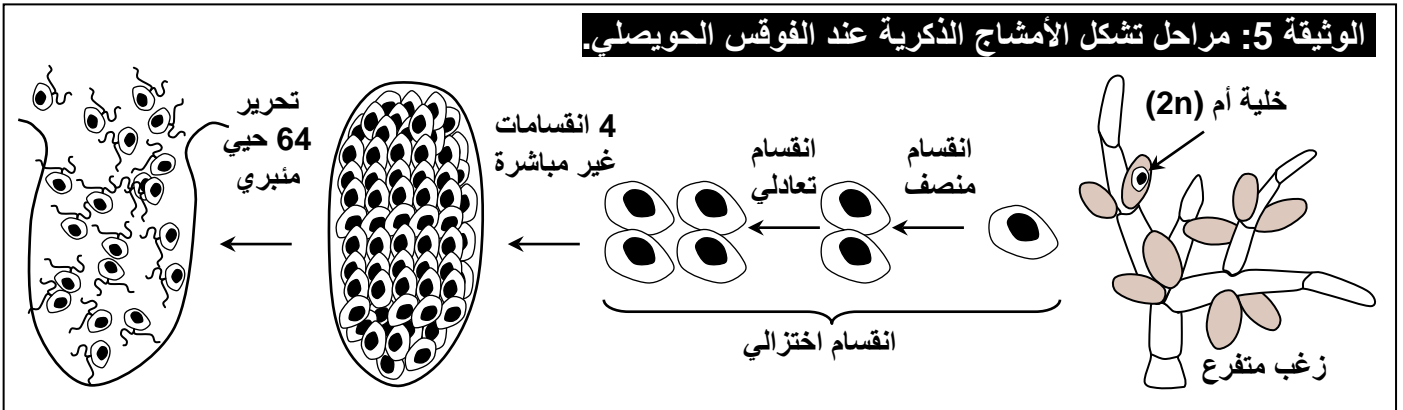 الوثيقة 5: مراحل تشكل الأمشاج الذكرية عند الفوقس الحويصلي.
خلية أم (2n)
زغب متفرع
انقسام
منصف
انقسام
تعادلي
انقسام اختزالي
4 انقسامات
غير مباشرة
تحرير
64 حيي
مئبري